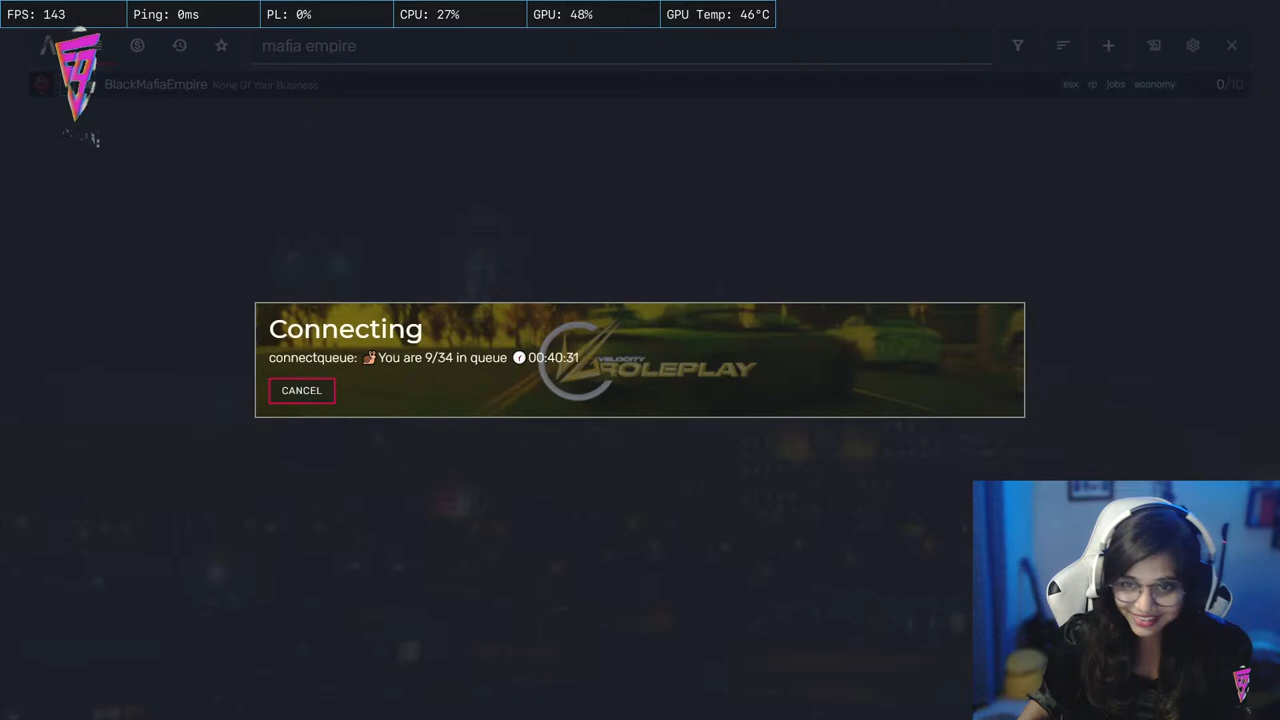 FPS: 143 Ping: 0ms PL: 0% CPU: 27% GPU: 48% GPU Temp: 46°C
mafia empire
BlackMafiaEmpire None Of Your Business esx rp jobs economy 0/10
Connecting
connectqueue: 🐌You are 9/34 in queue 🕜00:40:31
VELOCITY
ROLEPLAY
CANCEL